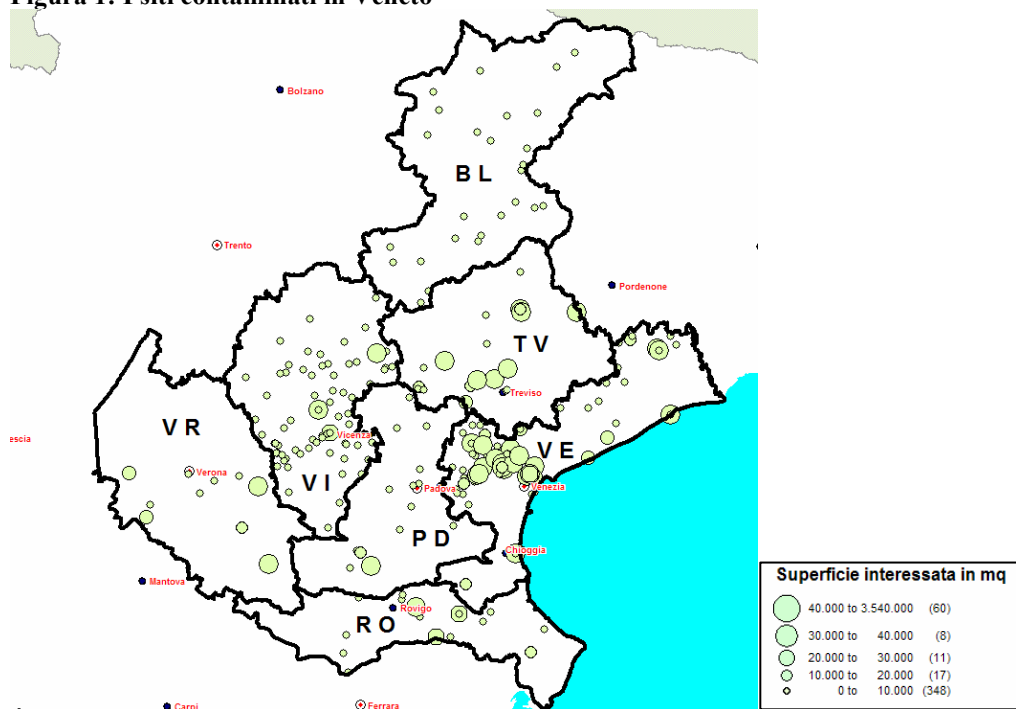 Figura 1: I siti contaminati in Veneto
Bolzano
B L
Trento
Pordenone
T V
Treviso
V R
Vicenza
V E
escia
Verona
V I
Padova
Venezia
P D
Chioggia
Mantova
Rovigo
R O
Carpi
Ferrara
Superficie interessata in mq
40.000 to 3.540.000 (60)
30.000 to 40.000 (8)
20.000 to 30.000 (11)
10.000 to 20.000 (17)
0 to 10.000 (348)